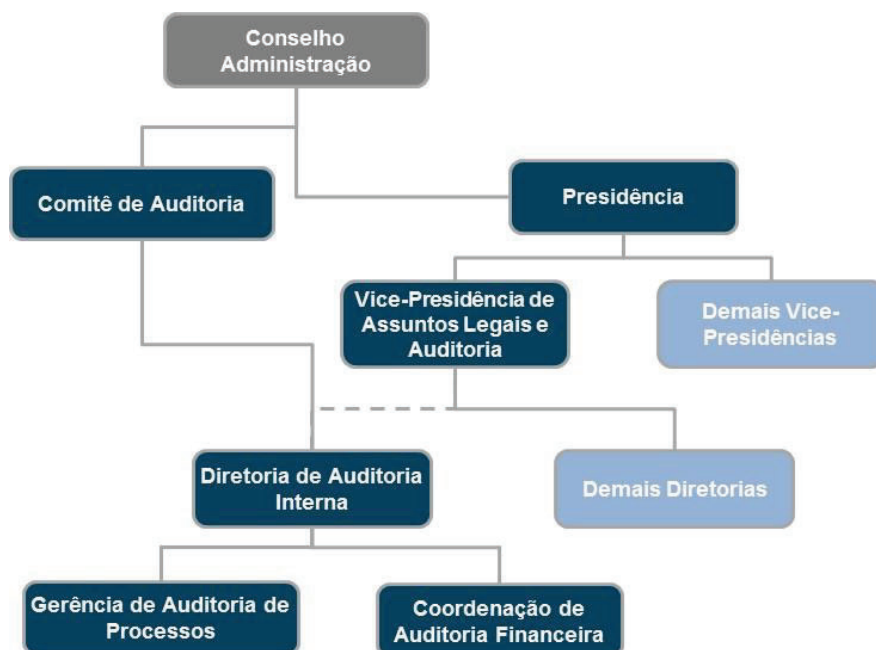 Conselho
Administração
Comitê de Auditoria
Presidência
Vice-Presidência de
Assuntos Legais e
Auditoria
Demais Vice-
Presidências
Diretoria de Auditoria
Interna
Demais Diretorias
Gerência de Auditoria de
Processos
Coordenação de
Auditoria Financeira